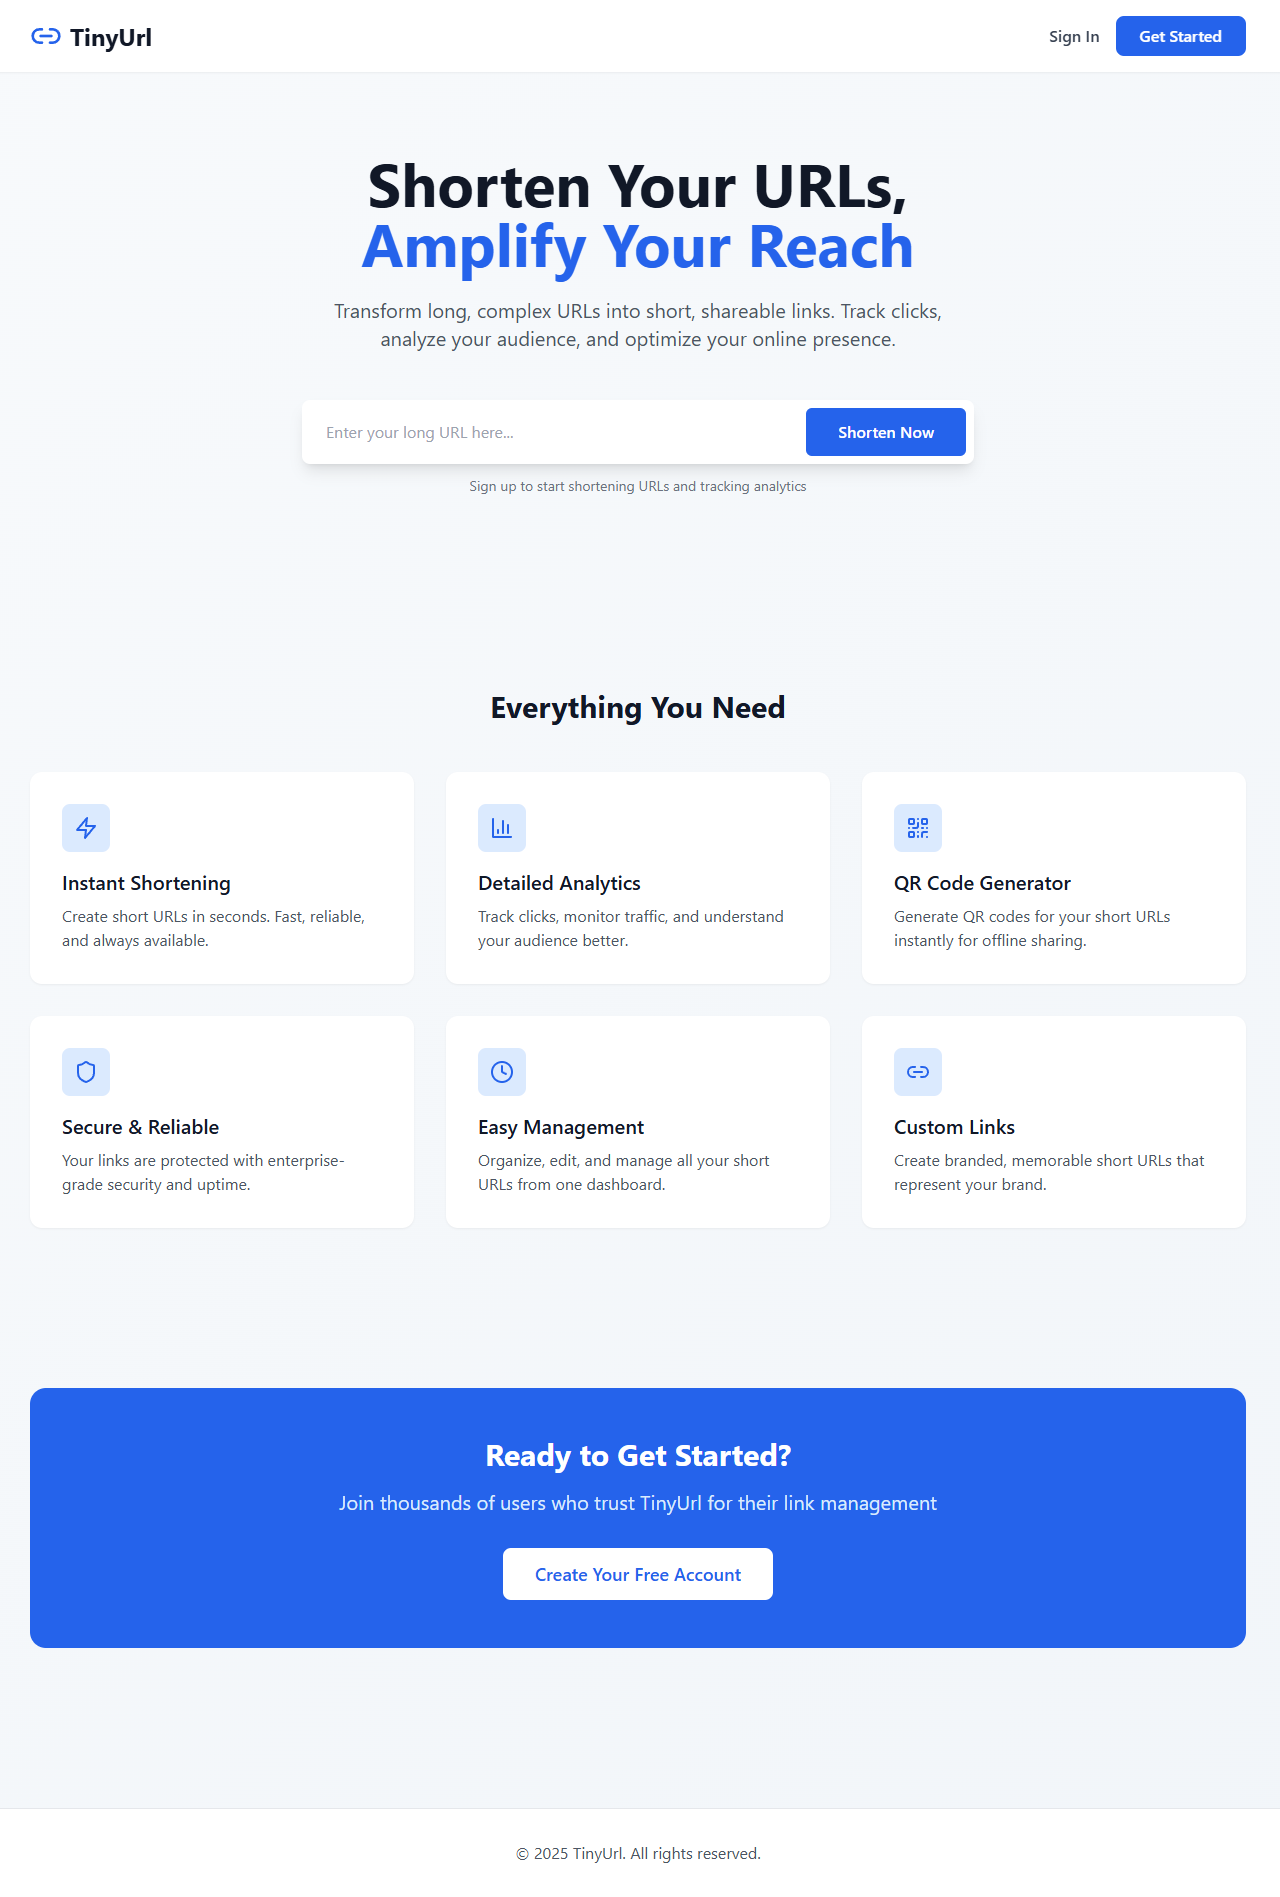 TinyUrl
Sign In
Get Started
Shorten Your URLs,
Amplify Your Reach
Transform long, complex URLs into short, shareable links. Track clicks,
analyze your audience, and optimize your online presence.
Enter your long URL here...
Shorten Now
Sign up to start shortening URLs and tracking analytics
Everything You Need
Instant Shortening
Create short URLs in seconds. Fast, reliable,
and always available.
Detailed Analytics
Track clicks, monitor traffic, and understand
your audience better.
QR Code Generator
Generate QR codes for your short URLs
instantly for offline sharing.
Secure & Reliable
Your links are protected with enterprise-
grade security and uptime.
Easy Management
Organize, edit, and manage all your short
URLs from one dashboard.
Custom Links
Create branded, memorable short URLs that
represent your brand.
Ready to Get Started?
Join thousands of users who trust TinyUrl for their link management
Create Your Free Account
© 2025 TinyUrl. All rights reserved.